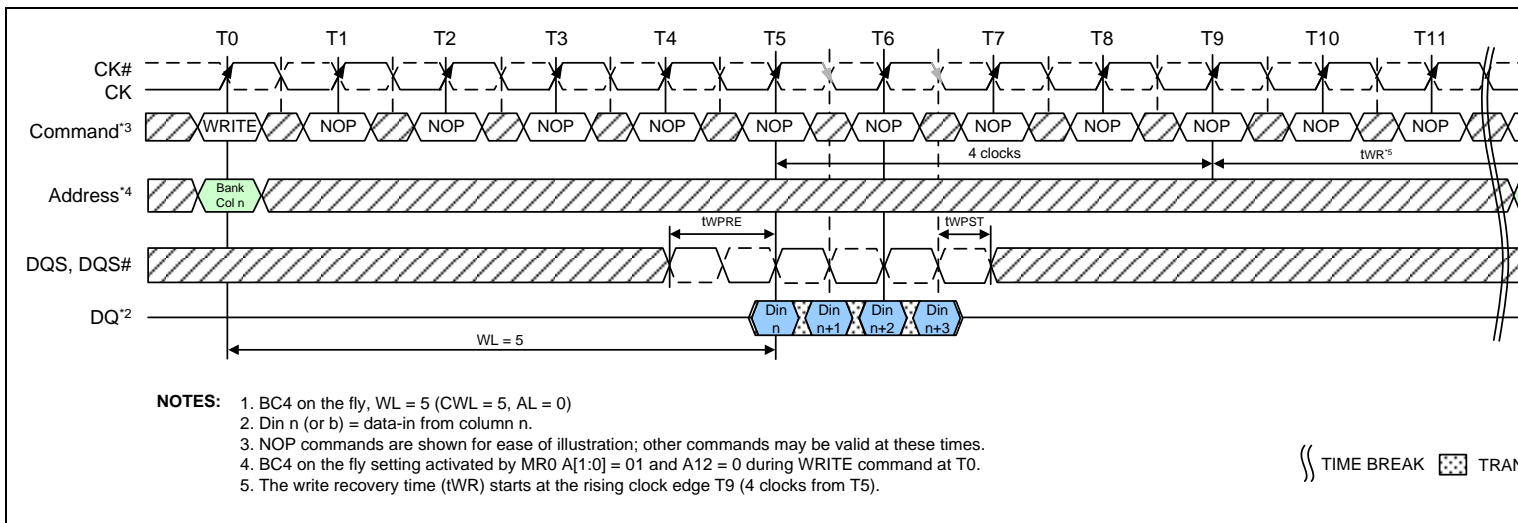 T0 T1 T2 T3 T4 T5 T6 T7 T8 T9 T10 T11
CK#
CK
Command*3 WRITE NOP NOP NOP NOP NOP NOP NOP NOP NOP NOP NOP
4 clocks tWR*5
Address*4 Bank
Col n
tWPRE tWPST
DQS, DQS#
DQ*2 Din Din Din Din
n n+1 n+2 n+3
WL = 5
NOTES: 1. BC4 on the fly, WL = 5 (CWL = 5, AL = 0)
2. Din n (or b) = data-in from column n.
3. NOP commands are shown for ease of illustration; other commands may be valid at these times.
4. BC4 on the fly setting activated by MR0 A[1:0] = 01 and A12 = 0 during WRITE command at T0.
5. The write recovery time (tWR) starts at the rising clock edge T9 (4 clocks from T5).
TIME BREAK TRAN